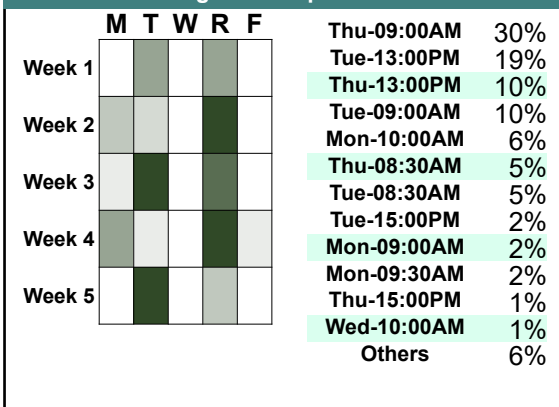 M T W R F
Week 1
Week 2
Week 3
Week 4
Week 5
Thu-09:00AM 30%
Tue-13:00PM 19%
Thu-13:00PM 10%
Tue-09:00AM 10%
Mon-10:00AM 6%
Thu-08:30AM 5%
Tue-08:30AM 5%
Tue-15:00PM 2%
Mon-09:00AM 2%
Mon-09:30AM 2%
Thu-15:00PM 1%
Wed-10:00AM 1%
Others 6%